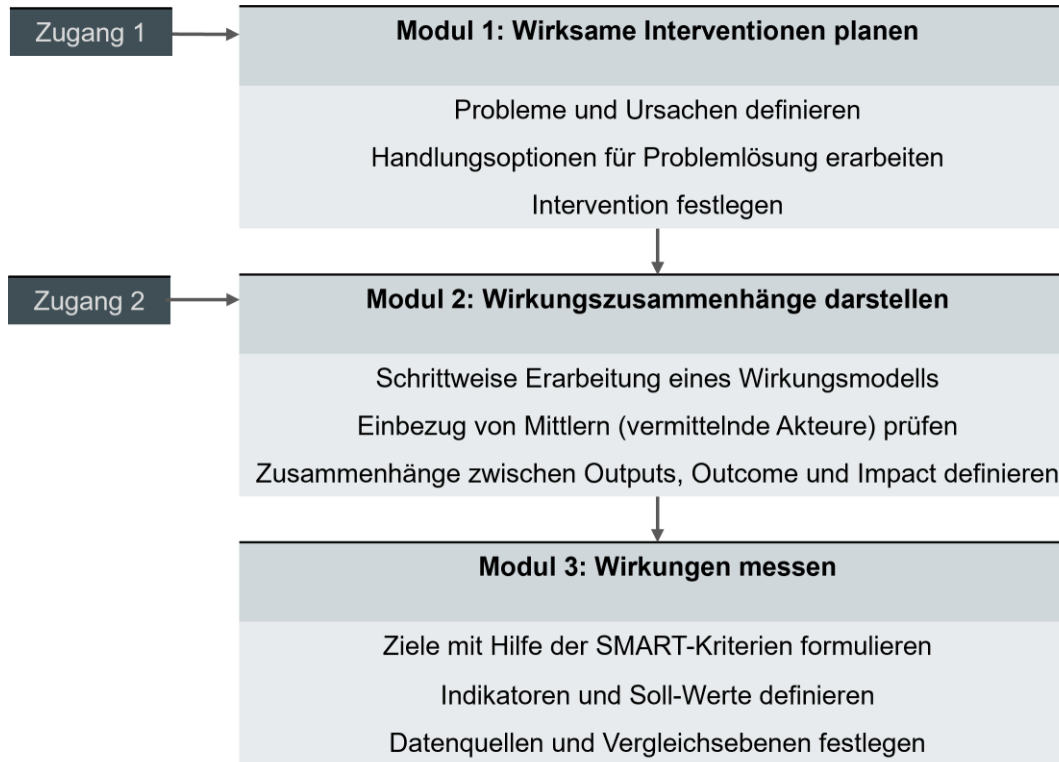 Zugang 1
Modul 1: Wirksame Interventionen planen
Probleme und Ursachen definieren
Handlungsoptionen für Problemlösung erarbeiten
Intervention festlegen
Zugang 2
Modul 2: Wirkungszusammenhänge darstellen
Schrittweise Erarbeitung eines Wirkungsmodells
Einbezug von Mittlern (vermittelnde Akteure) prüfen
Zusammenhänge zwischen Outputs, Outcome und Impact definieren
Modul 3: Wirkungen messen
Ziele mit Hilfe der SMART-Kriterien formulieren
Indikatoren und Soll-Werte definieren
Datenquellen und Vergleichsebenen festlegen